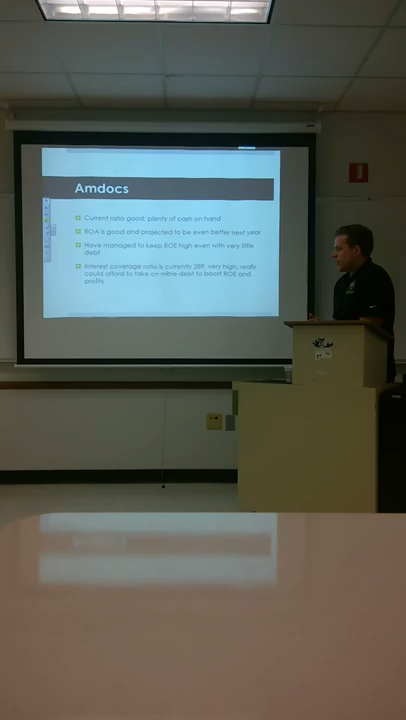 Amdocs
Current ratio good; plenty of cash on hand
ROA is good and projected to be even better next year
Have managed to keep ROE high even with very little
debt
Interest coverage ratio is currently 289, very high; really
could afford to take on more debt to boost ROE and
profits